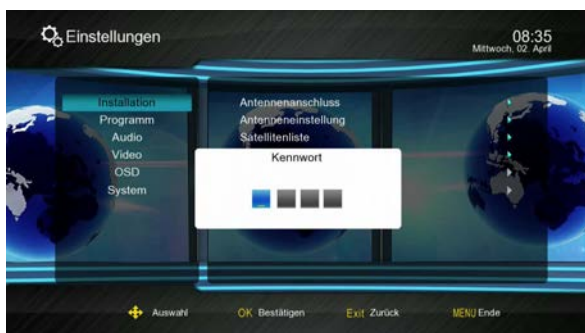 Einstellungen
08:35
Mittwoch, 02. April
Installation
Programm
Audio
Video
OSD
System
Antennenanschluss
Antenneneinstellung
Satellitenliste
Kennwort
Auswahl
OK Bestätigen
Exit Zurück
MENU Ende